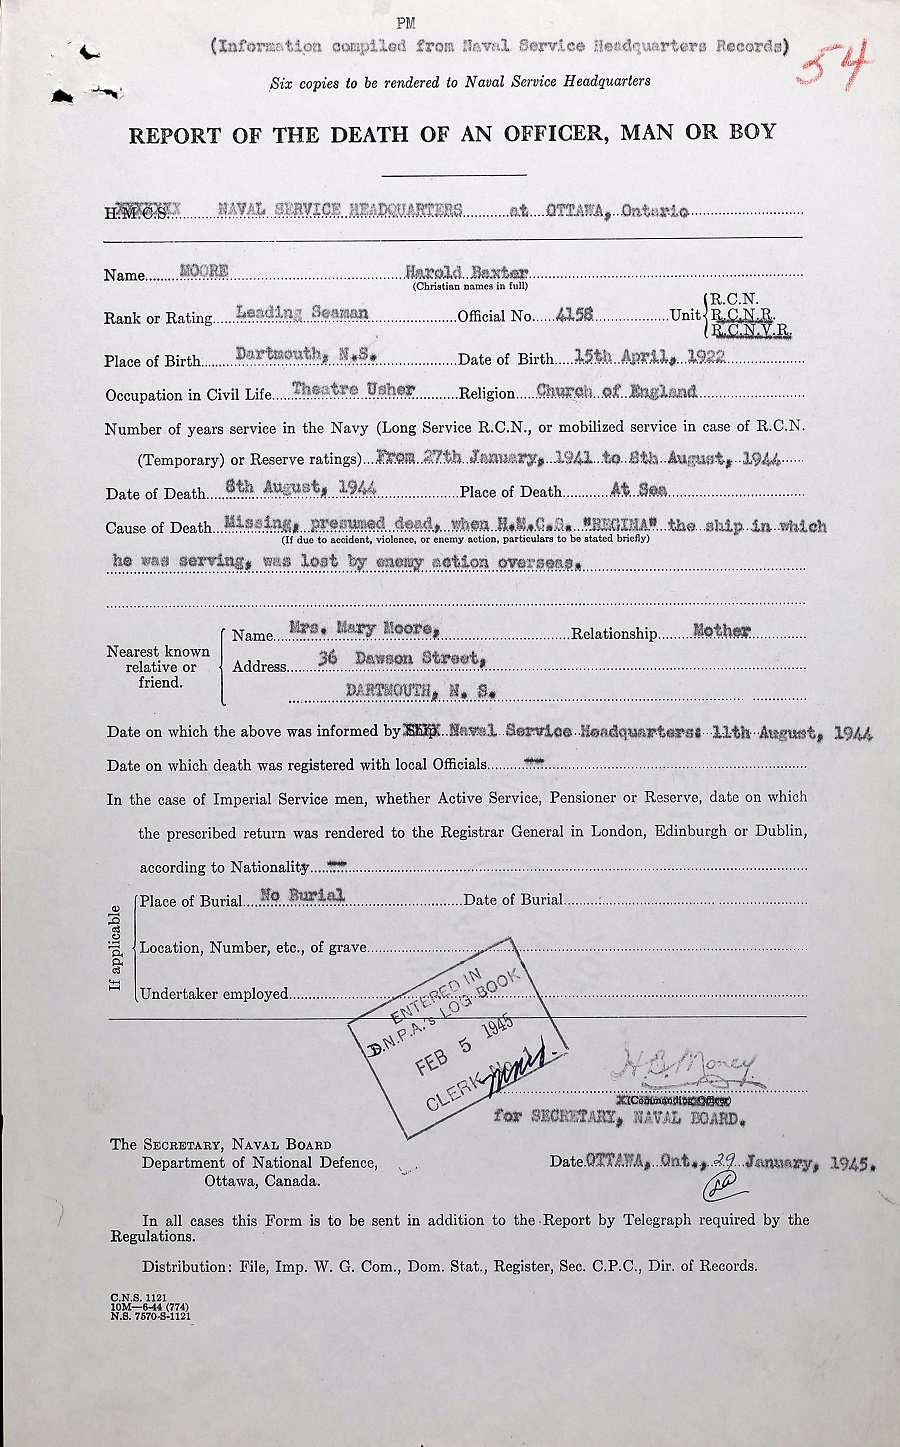 PM
(Information compiled from Naval Service Headquarters Records)
54
Six copies to be rendered to Naval Service Headquarters
REPORT OF THE DEATH OF AN OFFICER, MAN OR BOY
H.M.C.S. NAVAL SERVICE HEADQUARTERS at OTTAWA, Ontario
Name MOORE Harold Baxter
(Christian names in full)
R.C.N.
Rank or Rating Leading Seaman Official No. 4158 Unit R.C.N.R.
R.C.N.V.R.
Place of Birth Dartmouth, N.S. Date of Birth 15th April, 1922
Occupation in Civil Life Theatre Usher Religion Church of England
Number of years service in the Navy (Long Service R.C.N., or mobilized service in case of R.C.N.
(Temporary) or Reserve ratings) From 27th January, 1941 to 8th August, 1944
Date of Death 8th August, 1944 Place of Death At Sea
Cause of Death Missing, presumed dead, when H.M.C.S. "REGINA" the ship in which
(If due to accident, violence, or enemy action, particulars to be stated briefly)
he was serving, was lost by enemy action overseas.
Name Mrs. Mary Moore, Relationship Mother
Nearest known relative or friend.
Address 36 Dawson Street,
DARTMOUTH, N. S.
Date on which the above was informed by Ship Naval Service Headquarters: 11th August, 1944
Date on which death was registered with local Officials --
In the case of Imperial Service men, whether Active Service, Pensioner or Reserve, date on which
the prescribed return was rendered to the Registrar General in London, Edinburgh or Dublin,
according to Nationality --
If applicable
Place of Burial No Burial Date of Burial
Location, Number, etc., of grave
Undertaker employed
ENTERED IN
D.N.P.A.'s LOG BOOK
FEB 5 1945
CLERK No.
H B Money
(Commanding Officer)
for SECRETARY, NAVAL BOARD.
The SECRETARY, NAVAL BOARD
Department of National Defence,
Ottawa, Canada.
Date OTTAWA, Ont., 29 January, 1945.
In all cases this Form is to be sent in addition to the Report by Telegraph required by the
Regulations.
Distribution: File, Imp. W. G. Com., Dom. Stat., Register, Sec. C.P.C., Dir. of Records.
C.N.S. 1121
10M—6-44 (774)
N.S. 7570-S-1121